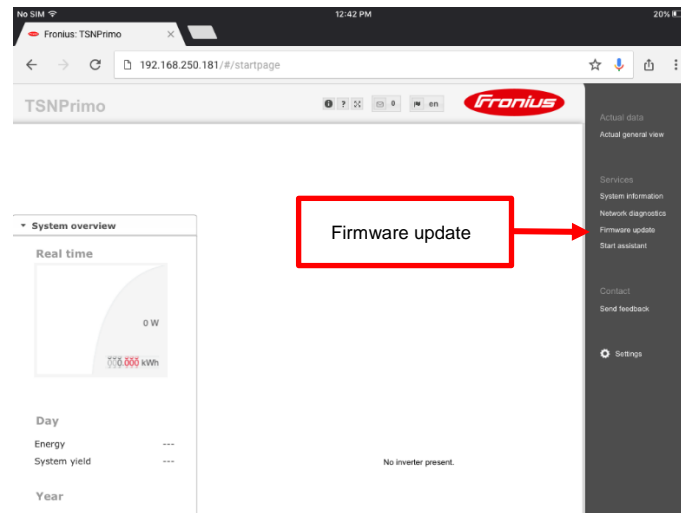 No SIM 12:42 PM 20%
Fronius: TSNPrimo
192.168.250.181/#/startpage
TSNPrimo ? 0 en Fronius
Actual data
Actual general view
Services
System information
Network diagnostics
Firmware update
Start assistant
Contact
Send feedback
Settings
Firmware update
System overview
Real time
0 W
000.000 kWh
Day
Energy ---
System yield ---
Year
No inverter present.